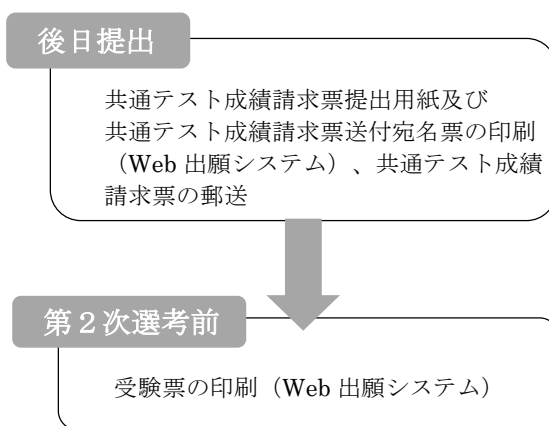 後日提出
共通テスト成績請求票提出用紙及び
共通テスト成績請求票送付宛名票の印刷
（Web 出願システム）、共通テスト成績
請求票の郵送
第２次選考前
受験票の印刷（Web 出願システム）